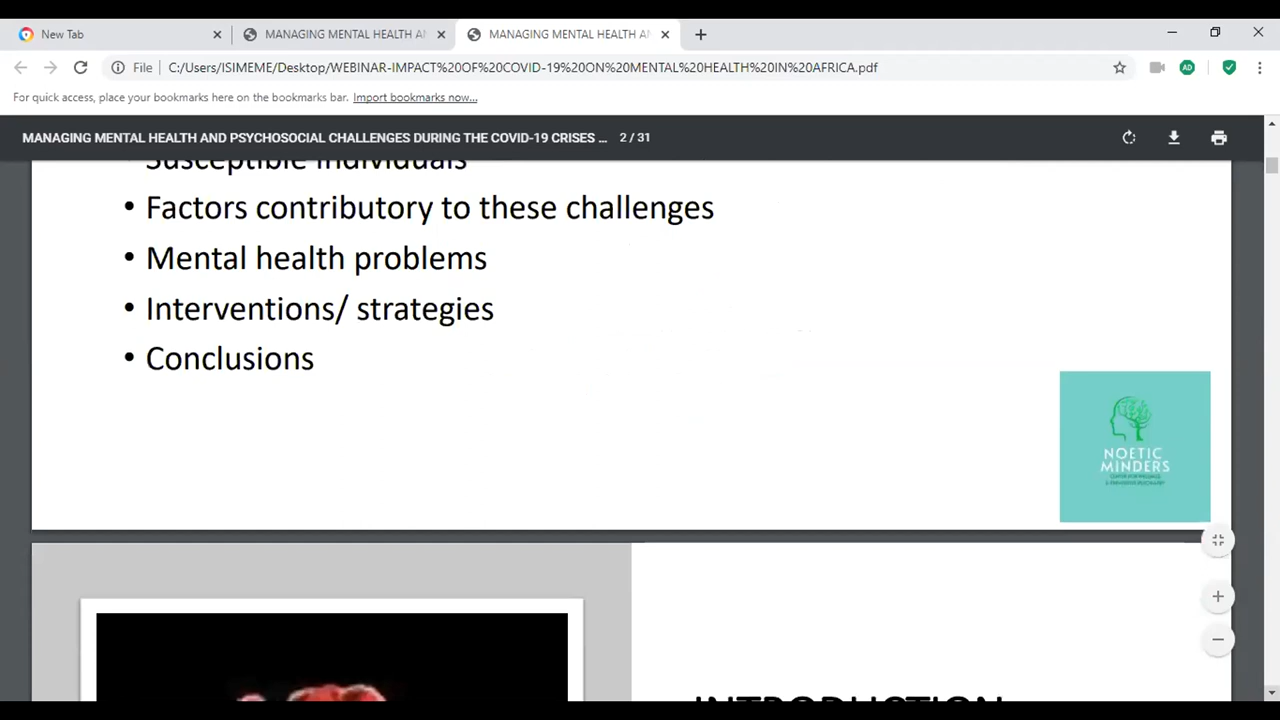 New Tab
MANAGING MENTAL HEALTH A
MANAGING MENTAL HEALTH A
File C:/Users/ISIMEME/Desktop/WEBINAR-IMPACT%20OF%20COVID-19%20ON%20MENTAL%20HEALTH%20IN%20AFRICA.pdf
AD
For quick access, place your bookmarks here on the bookmarks bar. Import bookmarks now...
MANAGING MENTAL HEALTH AND PSYCHOSOCIAL CHALLENGES DURING THE COVID-19 CRISES ... 2 / 31
Susceptible individuals
• Factors contributory to these challenges
• Mental health problems
• Interventions/ strategies
• Conclusions
NOETIC
MINDERS
INTRODUCTION